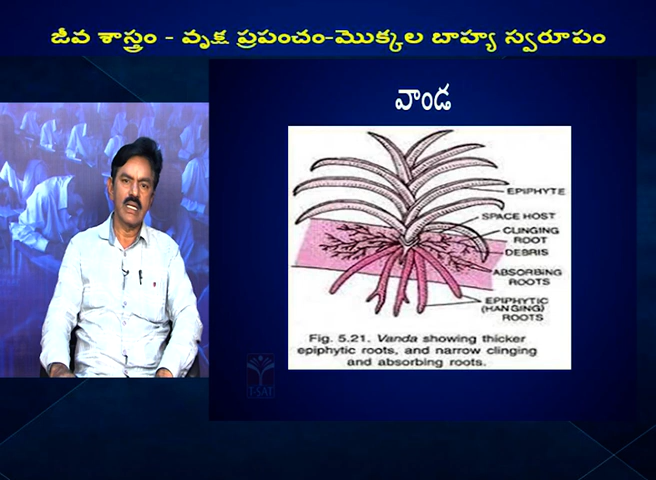 జీవ శాస్త్రం - వృక్ష ప్రపంచం-మొక్కల బాహ్య స్వరూపం
వాండ
EPIPHYTE
SPACE HOST
CLINGING
ROOT
DEBRIS
ABSORBING
ROOTS
EPIPHYTIC
(HANGING)
ROOTS
Fig. 5.21. Vanda showing thicker
epiphytic roots, and narrow clinging
and absorbing roots.
T-SAT